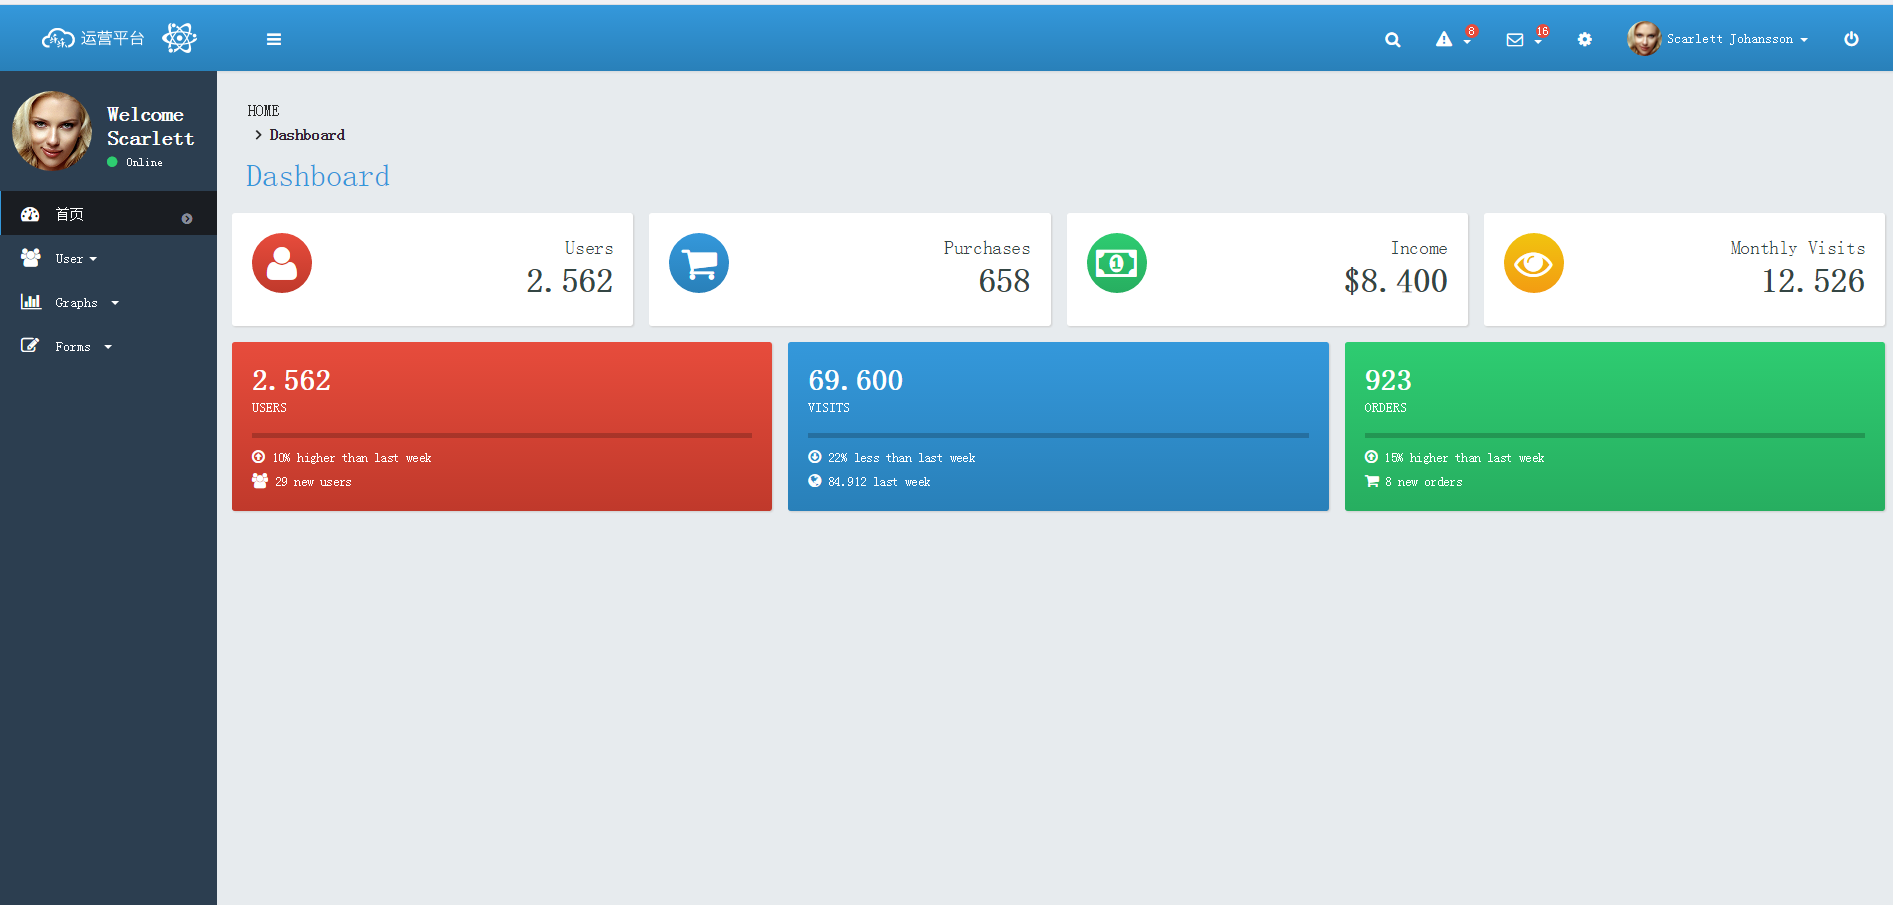 运营平台
8
16
Scarlett Johansson
Welcome
Scarlett
Online
首页
User
Graphs
Forms
HOME
Dashboard
Dashboard
Users
2.562
Purchases
658
Income
$8.400
Monthly Visits
12.526
2.562
USERS
10% higher than last week
29 new users
69.600
VISITS
22% less than last week
84.912 last week
923
ORDERS
15% higher than last week
8 new orders